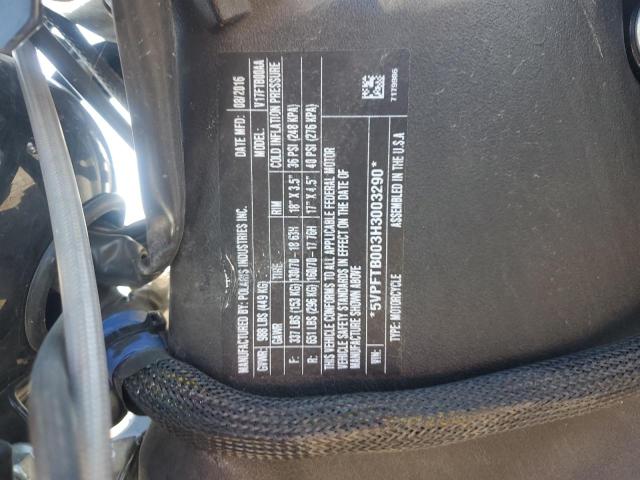 MANUFACTURED BY: POLARIS INDUSTRIES INC. DATE MFD: 08/2016
GVWR: 988 LBS (449 KG) MODEL: V17FTB00AA
GAWR TIRE RIM COLD INFLATION PRESSURE
F: 337 LBS (153 KG) 130/70 - 18 63H 18" X 3.5" 36 PSI (248 KPA)
R: 651 LBS (296 KG) 160/70 - 17 76H 17" X 4.5" 40 PSI (276 KPA)
THIS VEHICLE CONFORMS TO ALL APPLICABLE FEDERAL MOTOR
VEHICLE SAFETY STANDARDS IN EFFECT ON THE DATE OF
MANUFACTURE SHOWN ABOVE
VIN: *5VPFTB003H3003290*
TYPE: MOTORCYCLE ASSEMBLED IN THE U.S.A
7179986